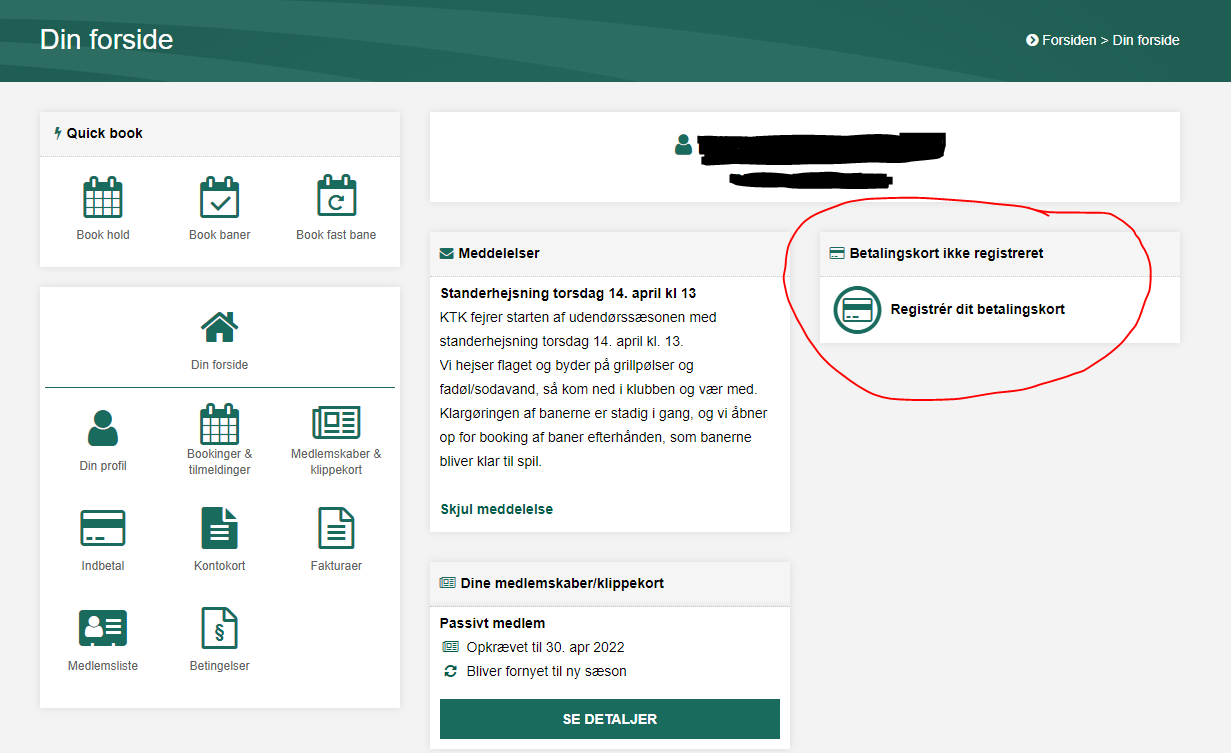 Din forside
Forsiden > Din forside
Quick book
Book hold
Book baner
Book fast bane
Din forside
Din profil
Bookinger &
tilmeldinger
Medlemskaber &
klippekort
Indbetal
Kontokort
Fakturaer
Medlemsliste
§
Betingelser
Meddelelser
Standerhejsning torsdag 14. april kl 13
KTK fejrer starten af udendørssæsonen med
standerhejsning torsdag 14. april kl. 13.
Vi hejser flaget og byder på grillpølser og
fadøl/sodavand, så kom ned i klubben og vær med.
Klargøringen af banerne er stadig i gang, og vi åbner
op for booking af baner efterhånden, som banerne
bliver klar til spil.
Skjul meddelelse
Dine medlemskaber/klippekort
Passivt medlem
Opkrævet til 30. apr 2022
Bliver fornyet til ny sæson
SE DETALJER
Betalingskort ikke registreret
Registrér dit betalingskort